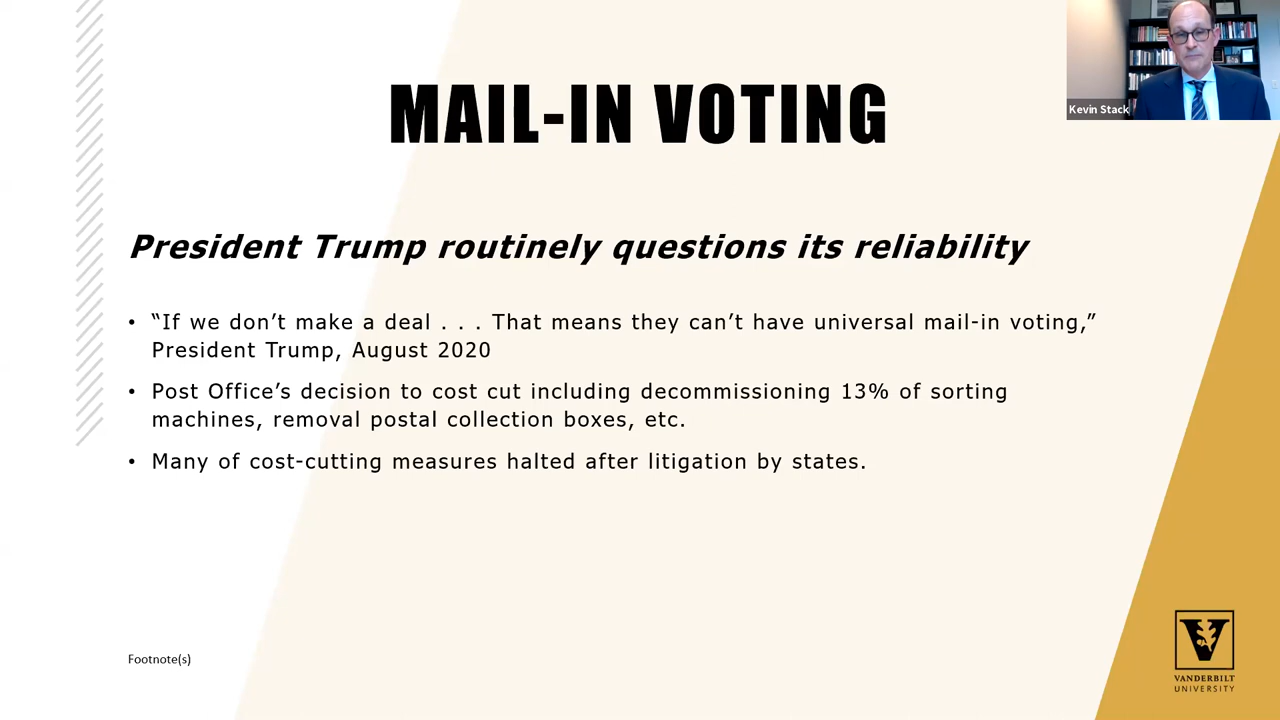 Kevin Stack
MAIL-IN VOTING
President Trump routinely questions its reliability
• “If we don’t make a deal . . . That means they can’t have universal mail-in voting,”
President Trump, August 2020
• Post Office’s decision to cost cut including decommissioning 13% of sorting
machines, removal postal collection boxes, etc.
• Many of cost-cutting measures halted after litigation by states.
Footnote(s)
V
VANDERBILT
UNIVERSITY